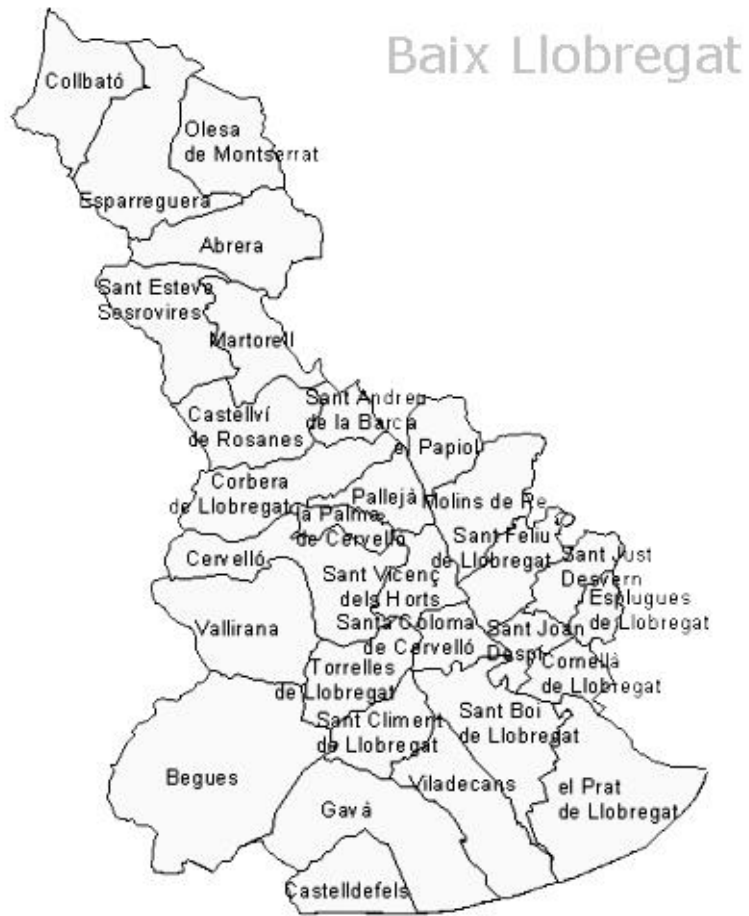 Baix Llobregat
Collbató
Olesa
de Montserrat
Esparreguera
Abrera
Sant Esteve
Sesrovires
Martorell
Sant Andreu
de la Barca
Castellví
de Rosanes
el Papiol
Corbera
de Llobregat
Pallejà
Molins de Re
la Palma
de Cervelló
Sant Feliu
de Llobregat
Cervelló
Sant Vicenç
dels Horts
Sant Just
Desvern
Esplugues
de Llobregat
Vallirana
Santa Coloma
de Cervelló
Sant Joan
Despí
Cornellà
de Llobregat
Torrelles
de Llobregat
Sant Climent
de Llobregat
Sant Boi
de Llobregat
Begues
Viladecans
el Prat
de Llobregat
Gavá
Castelldefels